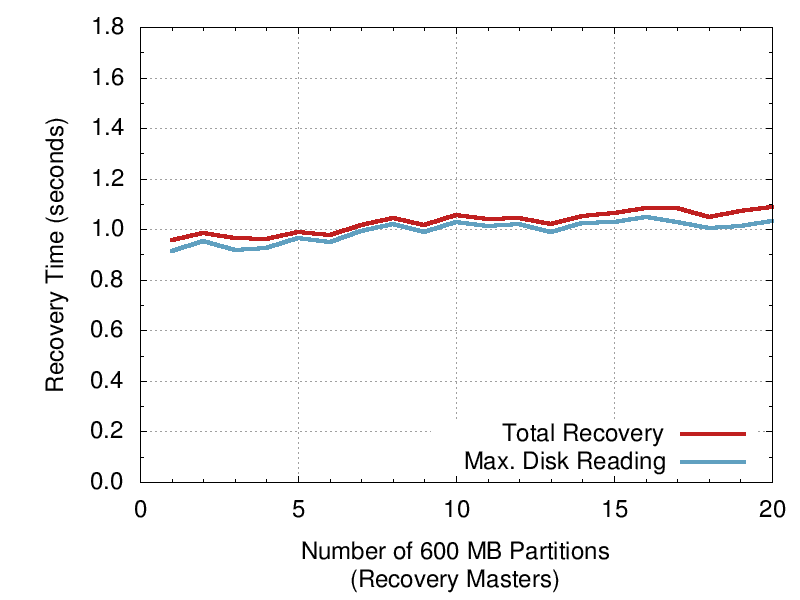 1.8
1.6
1.4
1.2
1.0
0.8
0.6
0.4
0.2
0.0
Recovery Time (seconds)
Total Recovery
Max. Disk Reading
0 5 10 15 20
Number of 600 MB Partitions
(Recovery Masters)